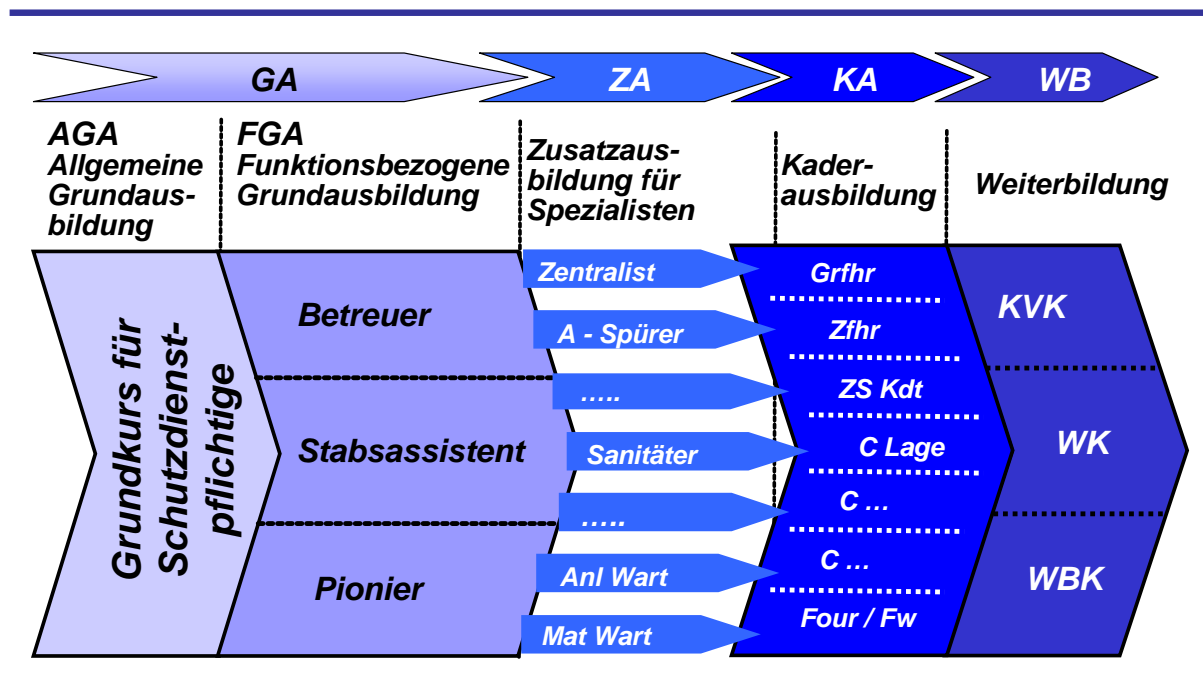 GA
ZA
KA
WB
AGA
Allgemeine
Grundaus-
bildung
FGA
Funktionsbezogene
Grundausbildung
Zusatzaus-
bildung für
Spezialisten
Kader-
ausbildung
Weiterbildung
Grundkurs für
Schutzdienst-
pflichtige
Betreuer
Stabsassistent
Pionier
Zentralist
A - Spürer
…..
Sanitäter
…..
Anl Wart
Mat Wart
Grfhr
Zfhr
ZS Kdt
C Lage
C …
C …
Four / Fw
KVK
WK
WBK